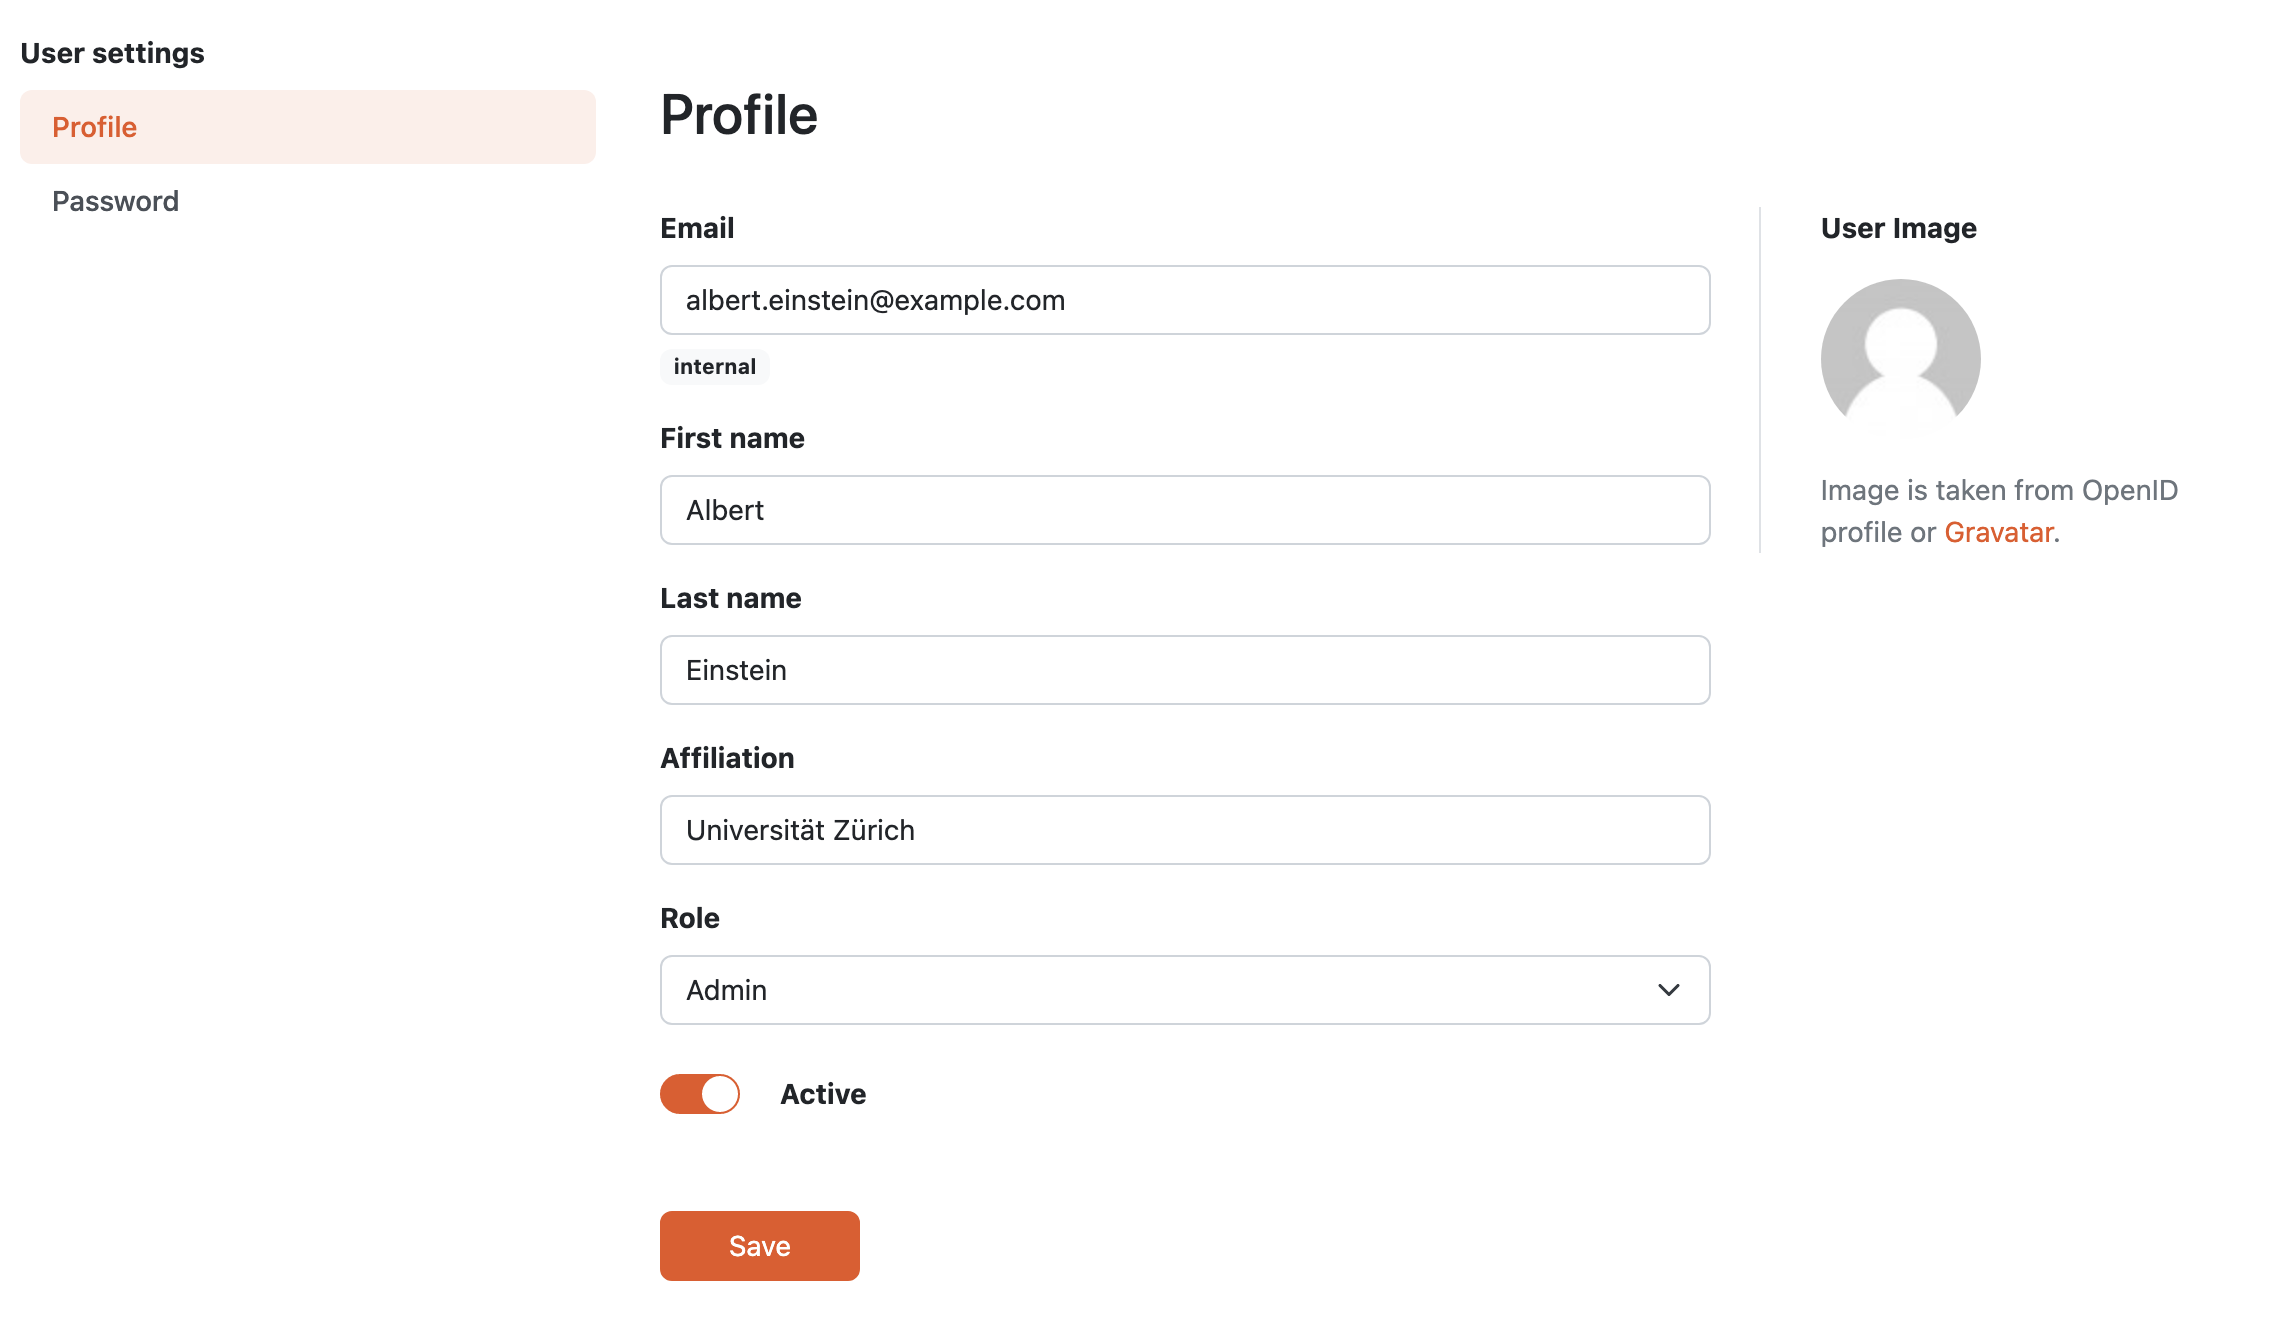 User settings
Profile
Password
Profile
Email
albert.einstein@example.com
internal
First name
Albert
Last name
Einstein
Affiliation
Universität Zürich
Role
Admin
Active
Save
User Image
Image is taken from OpenID
profile or Gravatar.